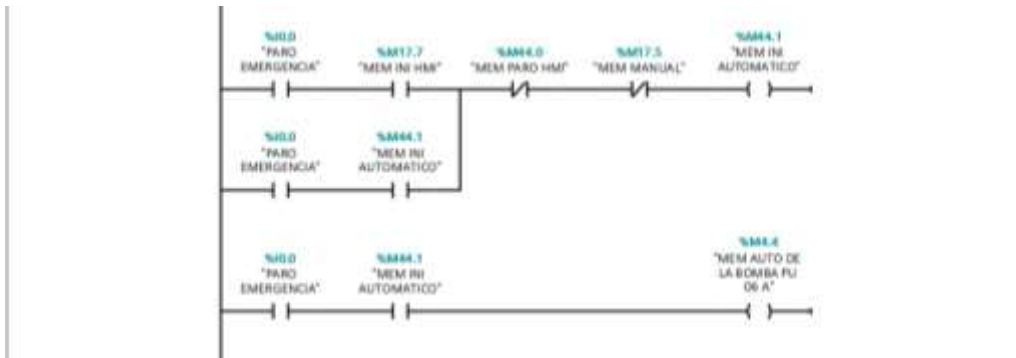 %I0.0
"PARO
EMERGENCIA"
%M17.7
"MEM INI HMI"
%M44.0
"MEM PARO HMI"
%M17.5
"MEM MANUAL"
%M44.1
"MEM INI
AUTOMATICO"
%I0.0
"PARO
EMERGENCIA"
%M44.1
"MEM INI
AUTOMATICO"
%I0.0
"PARO
EMERGENCIA"
%M44.1
"MEM INI
AUTOMATICO"
%M4.4
"MEM AUTO DE
LA BOMBA PU
06 A"